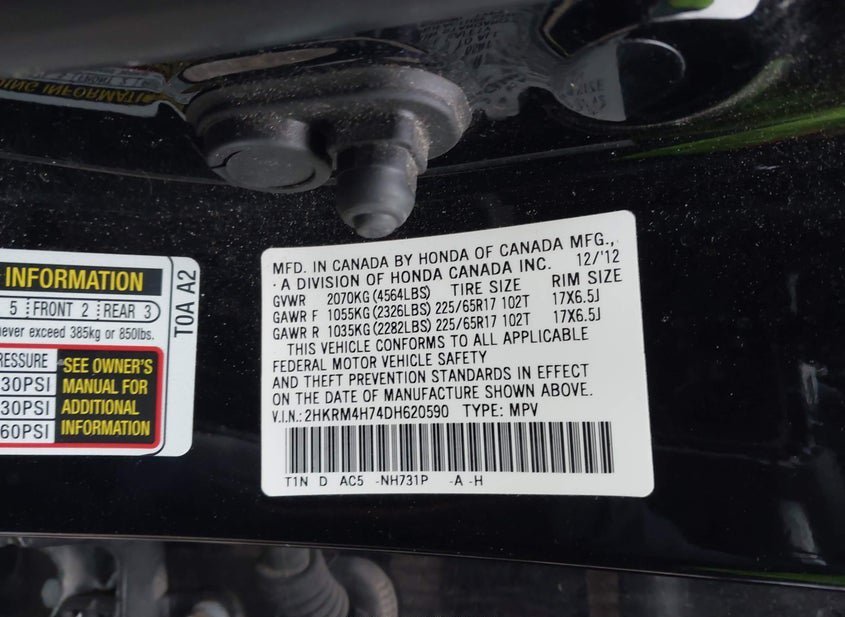 INFORMATION
5 FRONT 2 REAR 3
never exceed 385kg or 850lbs.
RESSURE
30PSI
30PSI
60PSI
SEE OWNER'S
MANUAL FOR
ADDITIONAL
INFORMATION
T0A A2
MFD. IN CANADA BY HONDA OF CANADA MFG.,
A DIVISION OF HONDA CANADA INC. 12/'12
GVWR 2070KG (4564LBS) TIRE SIZE RIM SIZE
GAWR F 1055KG (2326LBS) 225/65R17 102T 17X6.5J
GAWR R 1035KG (2282LBS) 225/65R17 102T 17X6.5J
THIS VEHICLE CONFORMS TO ALL APPLICABLE
FEDERAL MOTOR VEHICLE SAFETY
AND THEFT PREVENTION STANDARDS IN EFFECT
ON THE DATE OF MANUFACTURE SHOWN ABOVE.
V.I.N.: 2HKRM4H74DH620590 TYPE: MPV
T1N D AC5 -NH731P -A -H